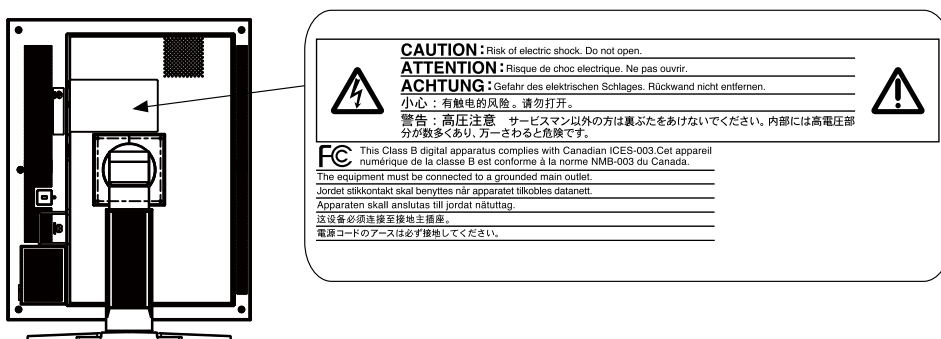 CAUTION : Risk of electric shock. Do not open.
ATTENTION : Risque de choc electrique. Ne pas ouvrir.
ACHTUNG : Gefahr des elektrischen Schlages. Rückwand nicht entfernen.
小心 : 有触电的风险。请勿打开。
警告 : 高圧注意 サービスマン以外の方は裏ぶたをあけないでください。内部には高電圧部
分が数多くあり、万一さわると危険です。
FC This Class B digital apparatus complies with Canadian ICES-003.Cet appareil
numérique de la classe B est conforme à la norme NMB-003 du Canada.
The equipment must be connected to a grounded main outlet.
Jordet stikkontakt skal benyttes når apparatet tilkobles datanett.
Apparaten skall anslutas till jordat nätuttag.
这设备必须连接至接地主插座。
電源コードのアースは必ず接地してください。